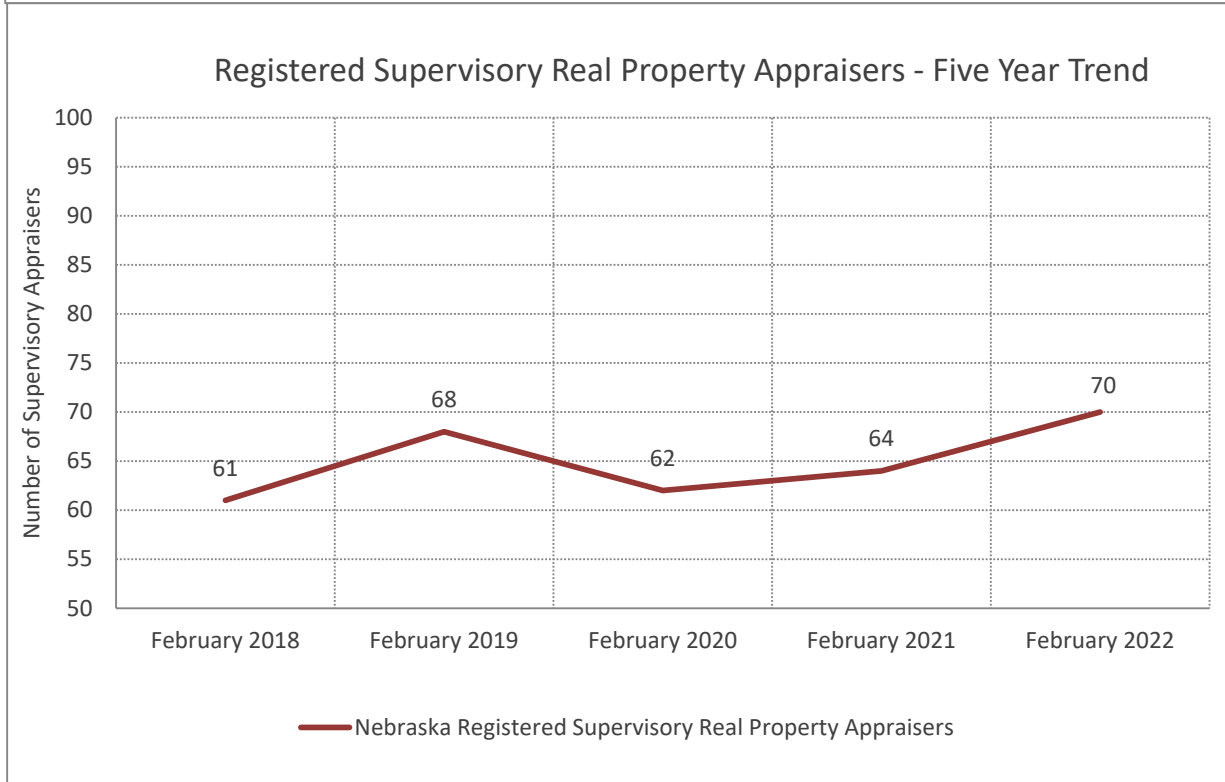 Registered Supervisory Real Property Appraisers - Five Year Trend
Number of Supervisory Appraisers
100
95
90
85
80
75
70
65
60
55
50
61
68
62
64
70
February 2018
February 2019
February 2020
February 2021
February 2022
Nebraska Registered Supervisory Real Property Appraisers